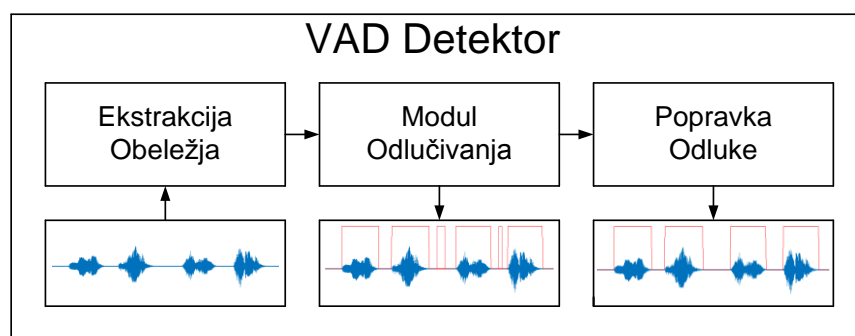 VAD Detektor
Ekstrakcija
Obeležja
Modul
Odlučivanja
Popravka
Odluke